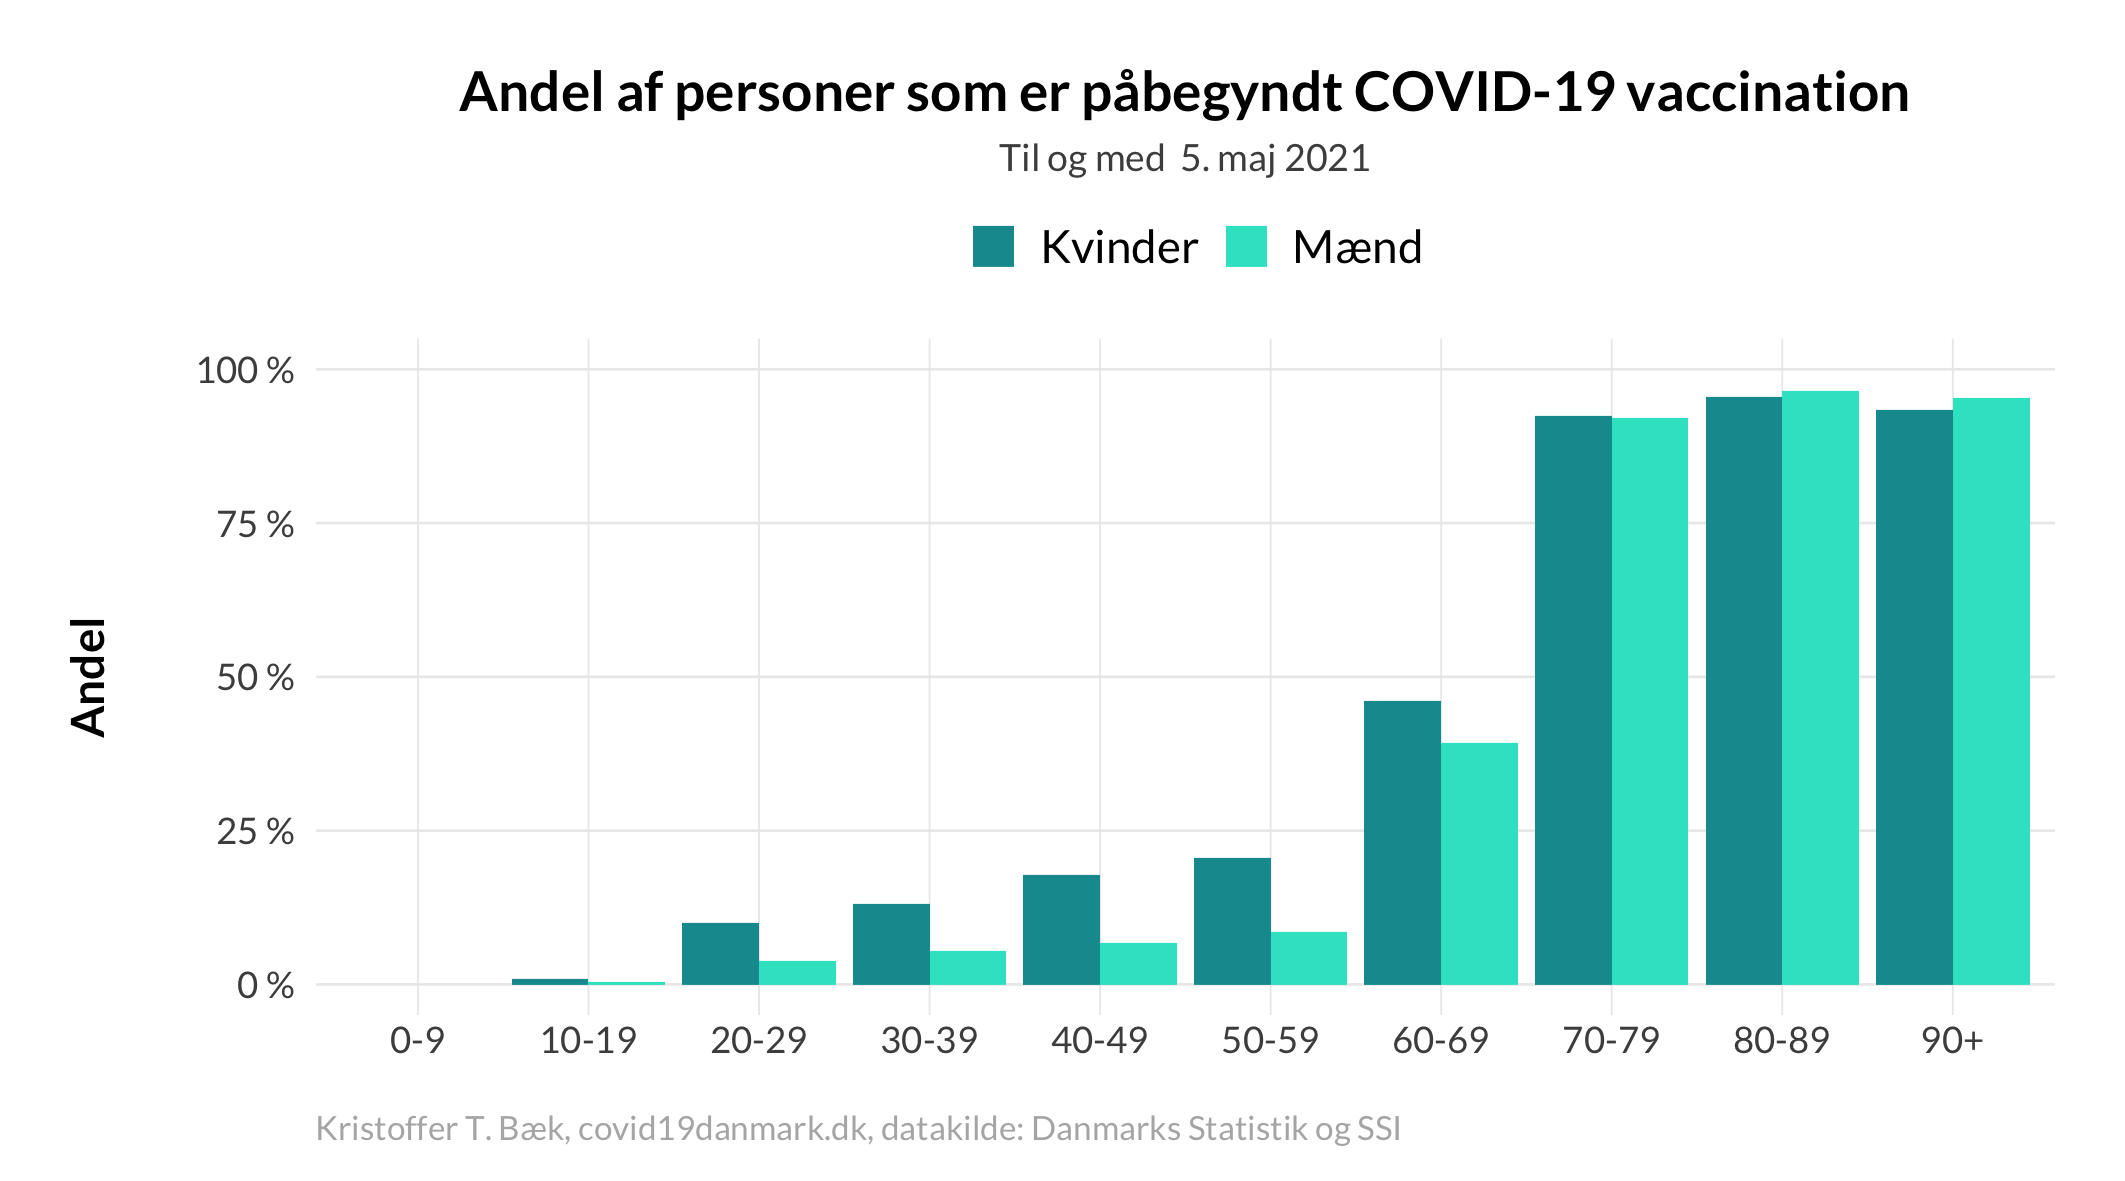 Andel af personer som er påbegyndt COVID-19 vaccination
Til og med 5. maj 2021
Kvinder Mænd
100 %
75 %
50 %
25 %
0 %
Andel
0-9 10-19 20-29 30-39 40-49 50-59 60-69 70-79 80-89 90+
Kristoffer T. Bæk, covid19danmark.dk, datakilde: Danmarks Statistik og SSI